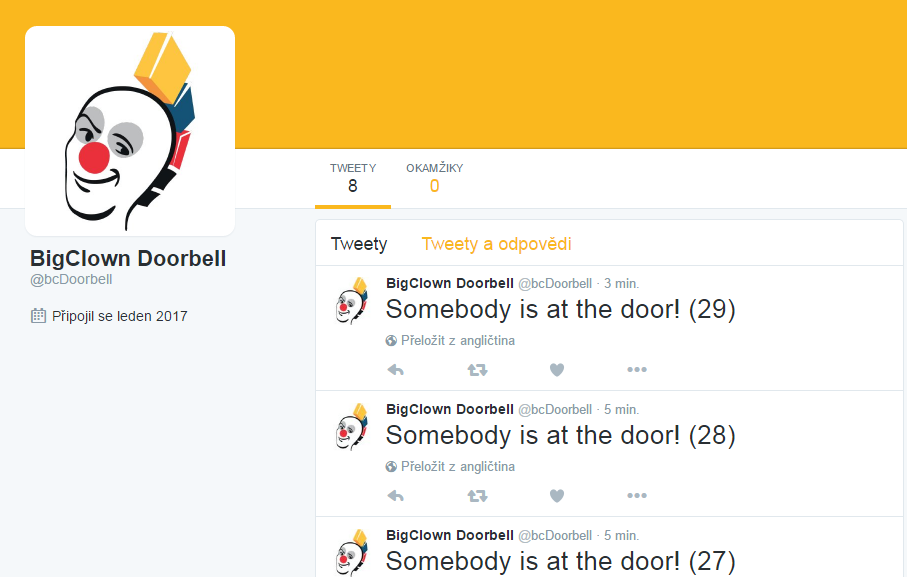 TWEETY OKAMŽIKY
8 0
BigClown Doorbell
@bcDoorbell
Připojil se leden 2017
Tweety Tweety a odpovědi
BigClown Doorbell @bcDoorbell · 3 min.
Somebody is at the door! (29)
Přeložit z angličtina
BigClown Doorbell @bcDoorbell · 5 min.
Somebody is at the door! (28)
Přeložit z angličtina
BigClown Doorbell @bcDoorbell · 5 min.
Somebody is at the door! (27)